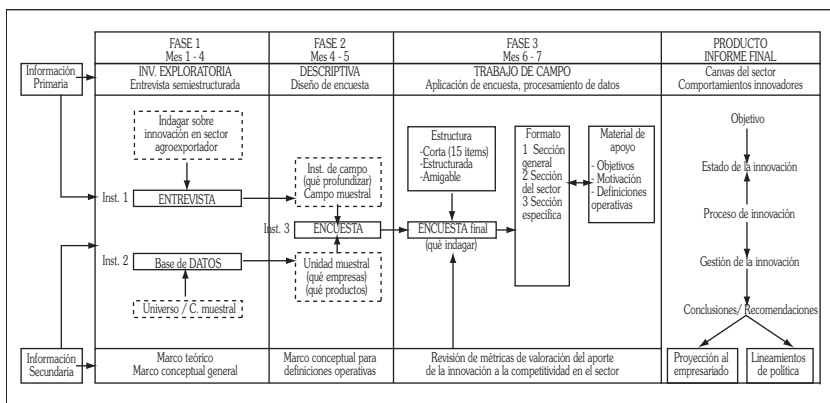 FASE 1
Mes 1 - 4
FASE 2
Mes 4 - 5
FASE 3
Mes 6 - 7
PRODUCTO
INFORME FINAL
Información
Primaria
INV. EXPLORATORIA
Entrevista semiestructurada
DESCRIPTIVA
Diseño de encuesta
TRABAJO DE CAMPO
Aplicación de encuesta, procesamiento de datos
Canvas del sector
Comportamientos innovadores
Indagar sobre
innovación en sector
agroexportador
Inst. 1
ENTREVISTA
Inst. 2
Base de DATOS
Universo / C. muestral
Inst. de campo
(qué profundizar)
Campo muestral
Inst. 3
ENCUESTA
Unidad muestral
(qué empresas)
(qué productos)
Estructura
-Corta (15 items)
-Estructurada
-Amigable
ENCUESTA final
(qué indagar)
Formato
1 Sección
general
2 Sección
del sector
3 Sección
específica
Material de
apoyo
- Objetivos
- Motivación
- Definiciones
operativas
Objetivo
Estado de la innovación
Proceso de innovación
Gestión de la innovación
Conclusiones/ Recomendaciones
Proyección al
empresariado
Lineamientos
de política
Información
Secundaria
Marco teórico
Marco conceptual general
Marco conceptual para
definiciones operativas
Revisión de métricas de valoración del aporte
de la innovación a la competitividad en el sector